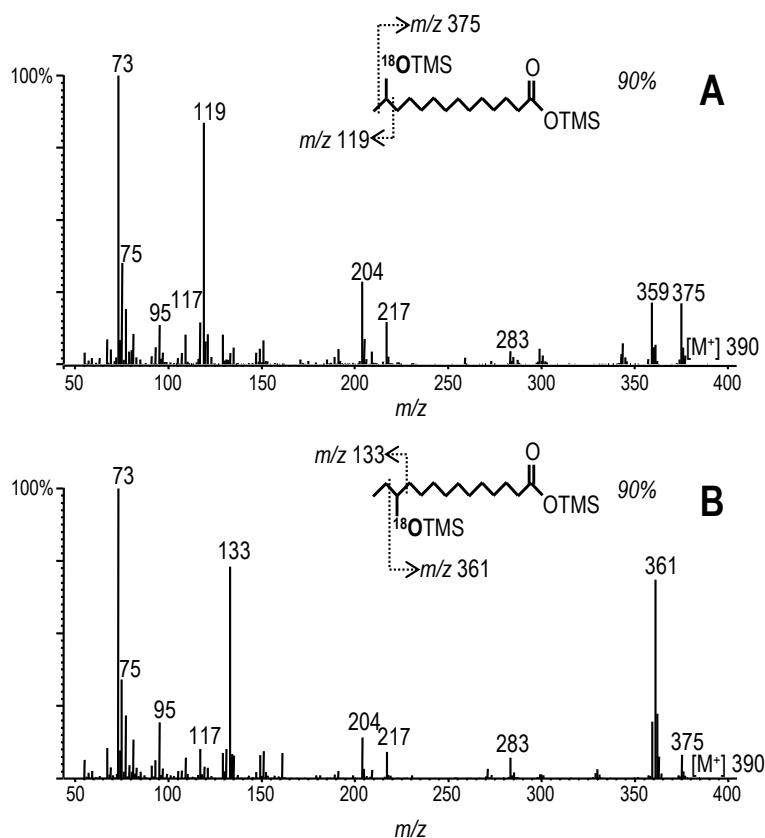 m/z 375
73
18OTMS
O
90%
A
100%
119
OTMS
m/z 119
75
204
117
95
217
359
375
283
[M+] 390
50 100 150 200 250 300 350 400
m/z
m/z 133
73
O
100%
90%
B
OTMS
18OTMS
133
361
m/z 361
75
95
204
117
217
283
375
[M+] 390
50 100 150 200 250 300 350 400
m/z